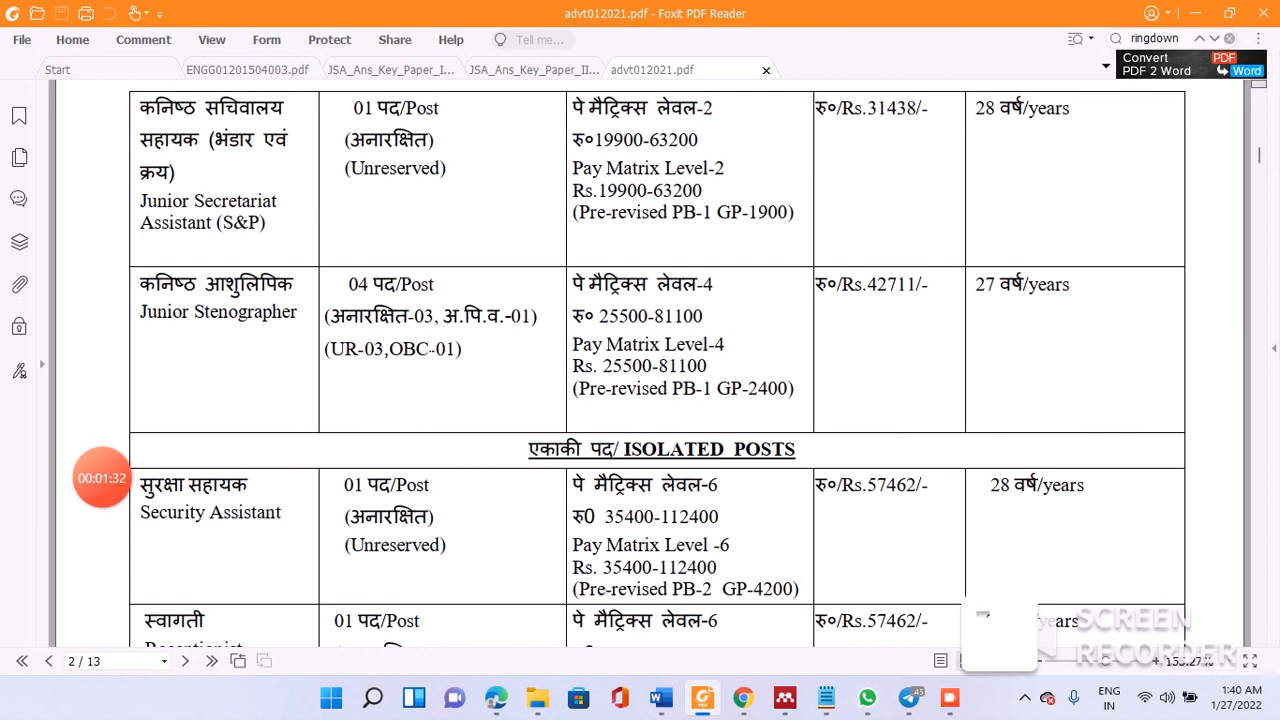 advt012021.pdf - Foxit PDF Reader
File Home Comment View Form Protect Share Help Tell me... ringdown
Start ENGG01201504003.pdf JSA_Ans_Key_Paper_I... JSA_Ans_Key_Paper_II... advt012021.pdf
Convert PDF
PDF 2 Word Word
कनिष्ठ सचिवालय
सहायक (भंडार एवं
क्रय)
Junior Secretariat
Assistant (S&P)
01 पद/Post
(अनारक्षित)
(Unreserved)
पे मैट्रिक्स लेवल-2
रु०19900-63200
Pay Matrix Level-2
Rs.19900-63200
(Pre-revised PB-1 GP-1900)
रु०/Rs.31438/-
28 वर्ष/years
कनिष्ठ आशुलिपिक
Junior Stenographer
04 पद/Post
(अनारक्षित-03, अ.पि.व.-01)
(UR-03,OBC-01)
पे मैट्रिक्स लेवल-4
रु० 25500-81100
Pay Matrix Level-4
Rs. 25500-81100
(Pre-revised PB-1 GP-2400)
रु०/Rs.42711/-
27 वर्ष/years
एकाकी पद/ ISOLATED POSTS
सुरक्षा सहायक
Security Assistant
01 पद/Post
(अनारक्षित)
(Unreserved)
पे मैट्रिक्स लेवल-6
रु0 35400-112400
Pay Matrix Level -6
Rs. 35400-112400
(Pre-revised PB-2 GP-4200)
रु०/Rs.57462/-
28 वर्ष/years
00:01:32
स्वागती
Receptionist
01 पद/Post
पे मैट्रिक्स लेवल-6
रु०/Rs.57462/-
years
SCREEN
RECORDER
2 / 13
153.27%
45
ENG
IN
1:40 AM
1/27/2022